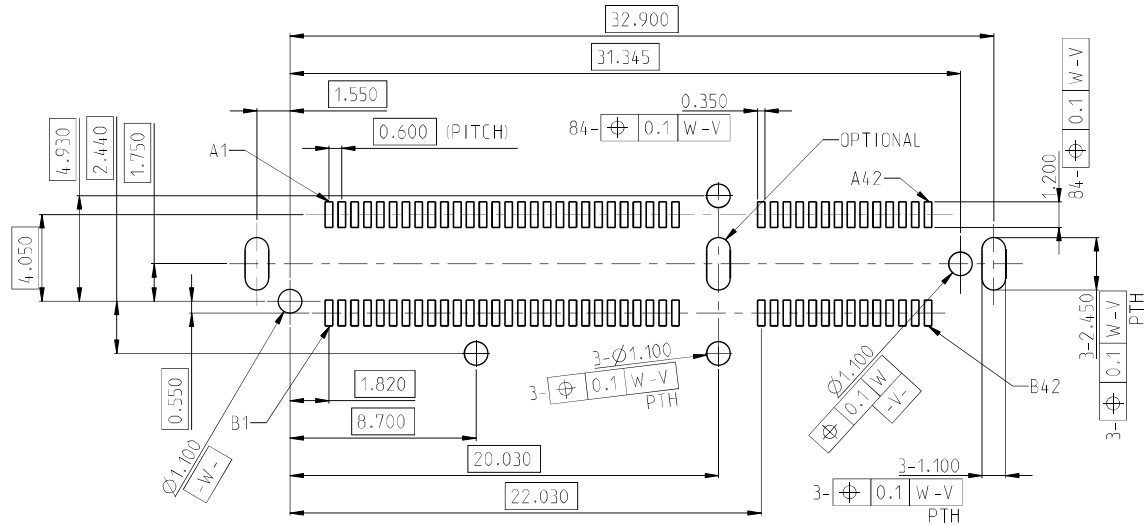 32.900
31.345
1.550
0.350
0.600 (PITCH)
84-⌖ 0.1 W-V
84-⌖ 0.1 W-V
4.930
2.440
1.750
A1
OPTIONAL
A42
1.200
4.050
0.550
3-2.450
PTH
3-⌖ 0.1 W-V
3-Ø1.100
3-⌖ 0.1 W-V
PTH
Ø1.100
⌖ 0.1 W
-V-
B42
1.820
B1
8.700
Ø1.100
-W-
20.030
3-1.100
3-⌖ 0.1 W-V
PTH
22.030